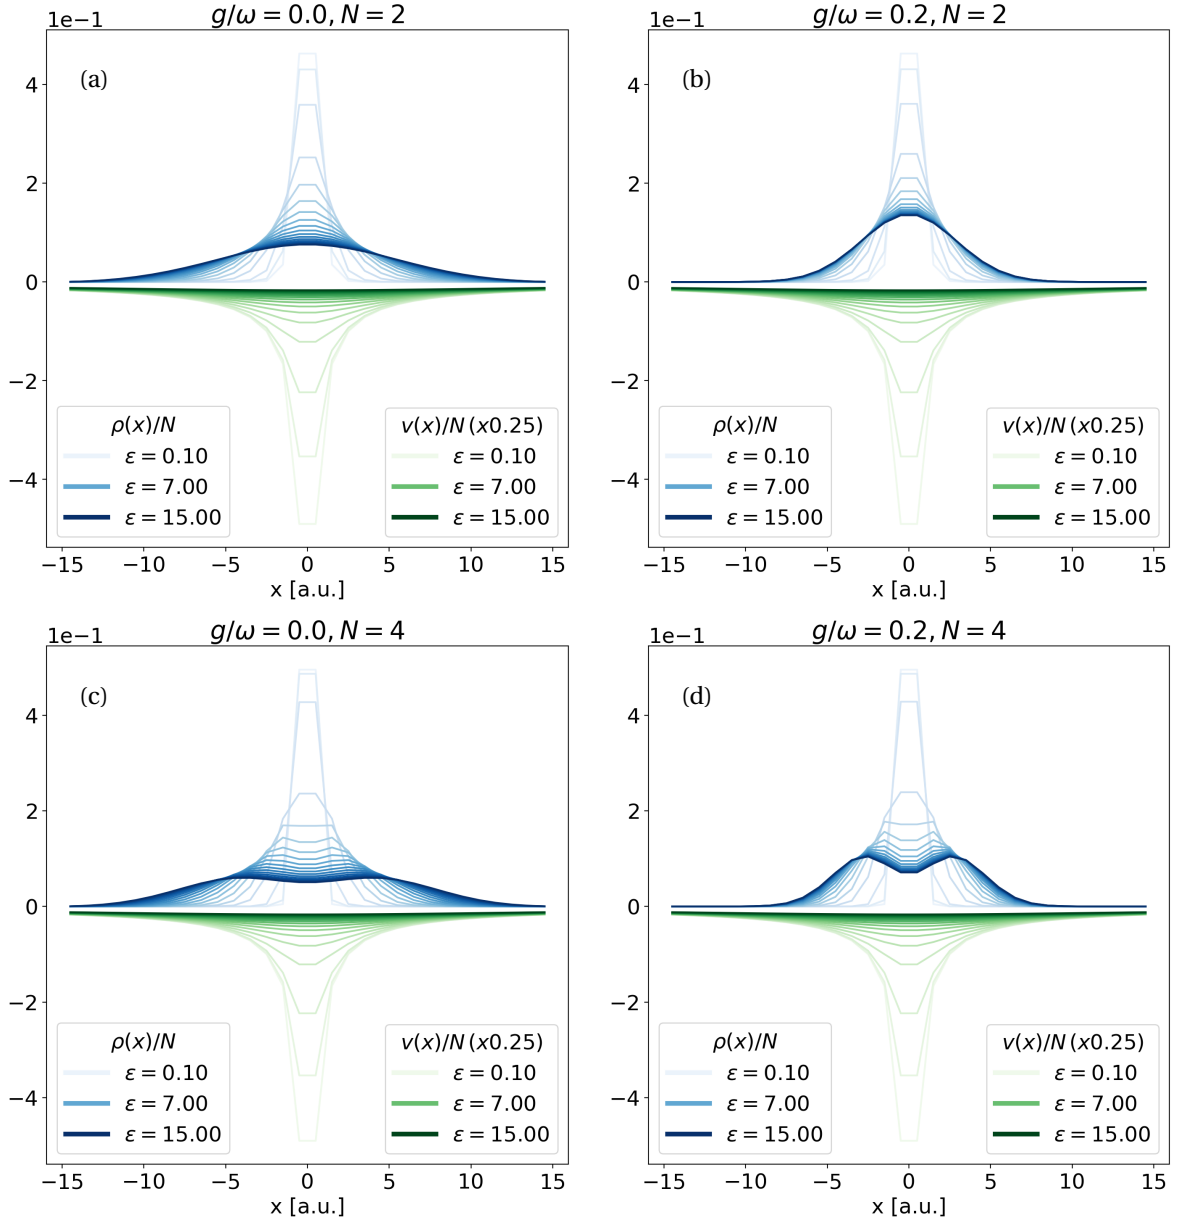 g/ω = 0.0, N = 2
1e−1
(a)
4
2
0
−2
−4
ρ(x)/N
ε = 0.10
ε = 7.00
ε = 15.00
v(x)/N (x0.25)
ε = 0.10
ε = 7.00
ε = 15.00
−15 −10 −5 0 5 10 15
x [a.u.]
g/ω = 0.2, N = 2
1e−1
(b)
4
2
0
−2
−4
ρ(x)/N
ε = 0.10
ε = 7.00
ε = 15.00
v(x)/N (x0.25)
ε = 0.10
ε = 7.00
ε = 15.00
−15 −10 −5 0 5 10 15
x [a.u.]
g/ω = 0.0, N = 4
1e−1
(c)
4
2
0
−2
−4
ρ(x)/N
ε = 0.10
ε = 7.00
ε = 15.00
v(x)/N (x0.25)
ε = 0.10
ε = 7.00
ε = 15.00
−15 −10 −5 0 5 10 15
x [a.u.]
g/ω = 0.2, N = 4
1e−1
(d)
4
2
0
−2
−4
ρ(x)/N
ε = 0.10
ε = 7.00
ε = 15.00
v(x)/N (x0.25)
ε = 0.10
ε = 7.00
ε = 15.00
−15 −10 −5 0 5 10 15
x [a.u.]